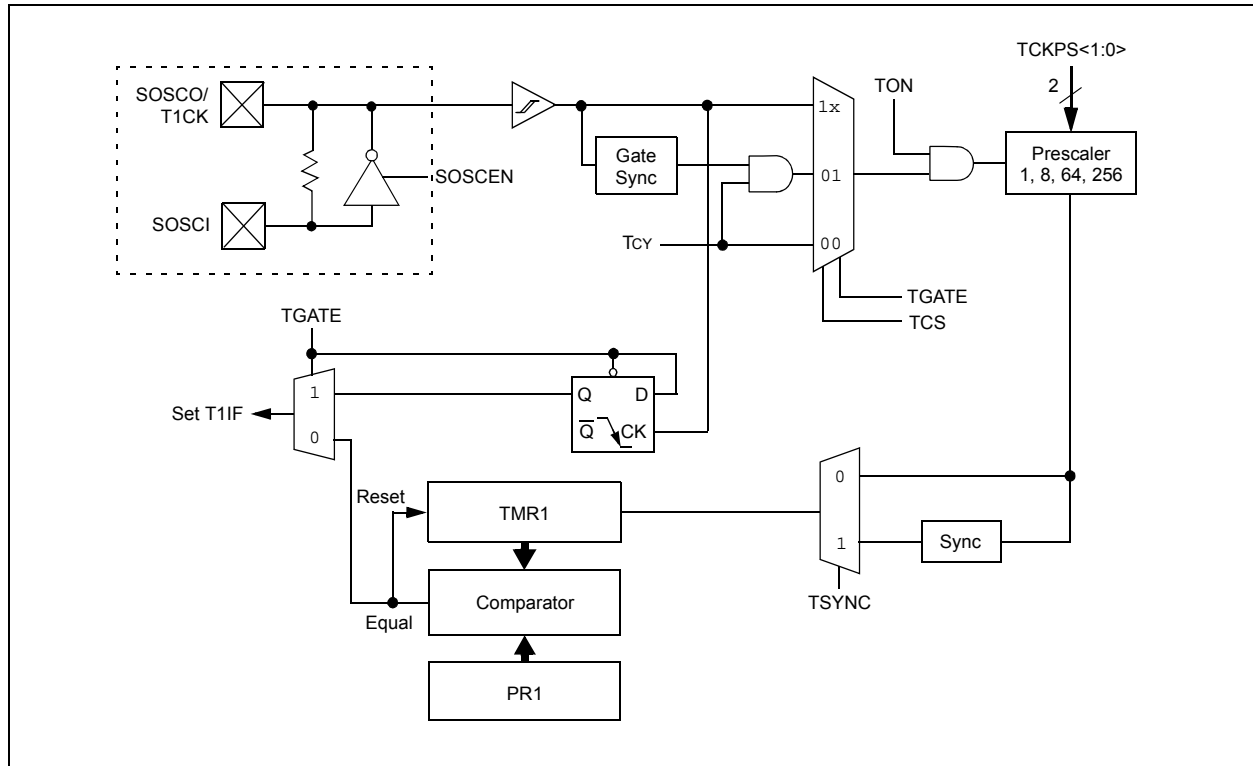 TCKPS<1:0>
SOSCO/
T1CK
TON
2
1x
Gate
Sync
Prescaler
1, 8, 64, 256
SOSCEN
01
SOSCI
TCY
00
TGATE
TCS
TGATE
1
Q
D
Set T1IF
Q
CK
0
Reset
TMR1
0
1
Sync
Comparator
TSYNC
Equal
PR1